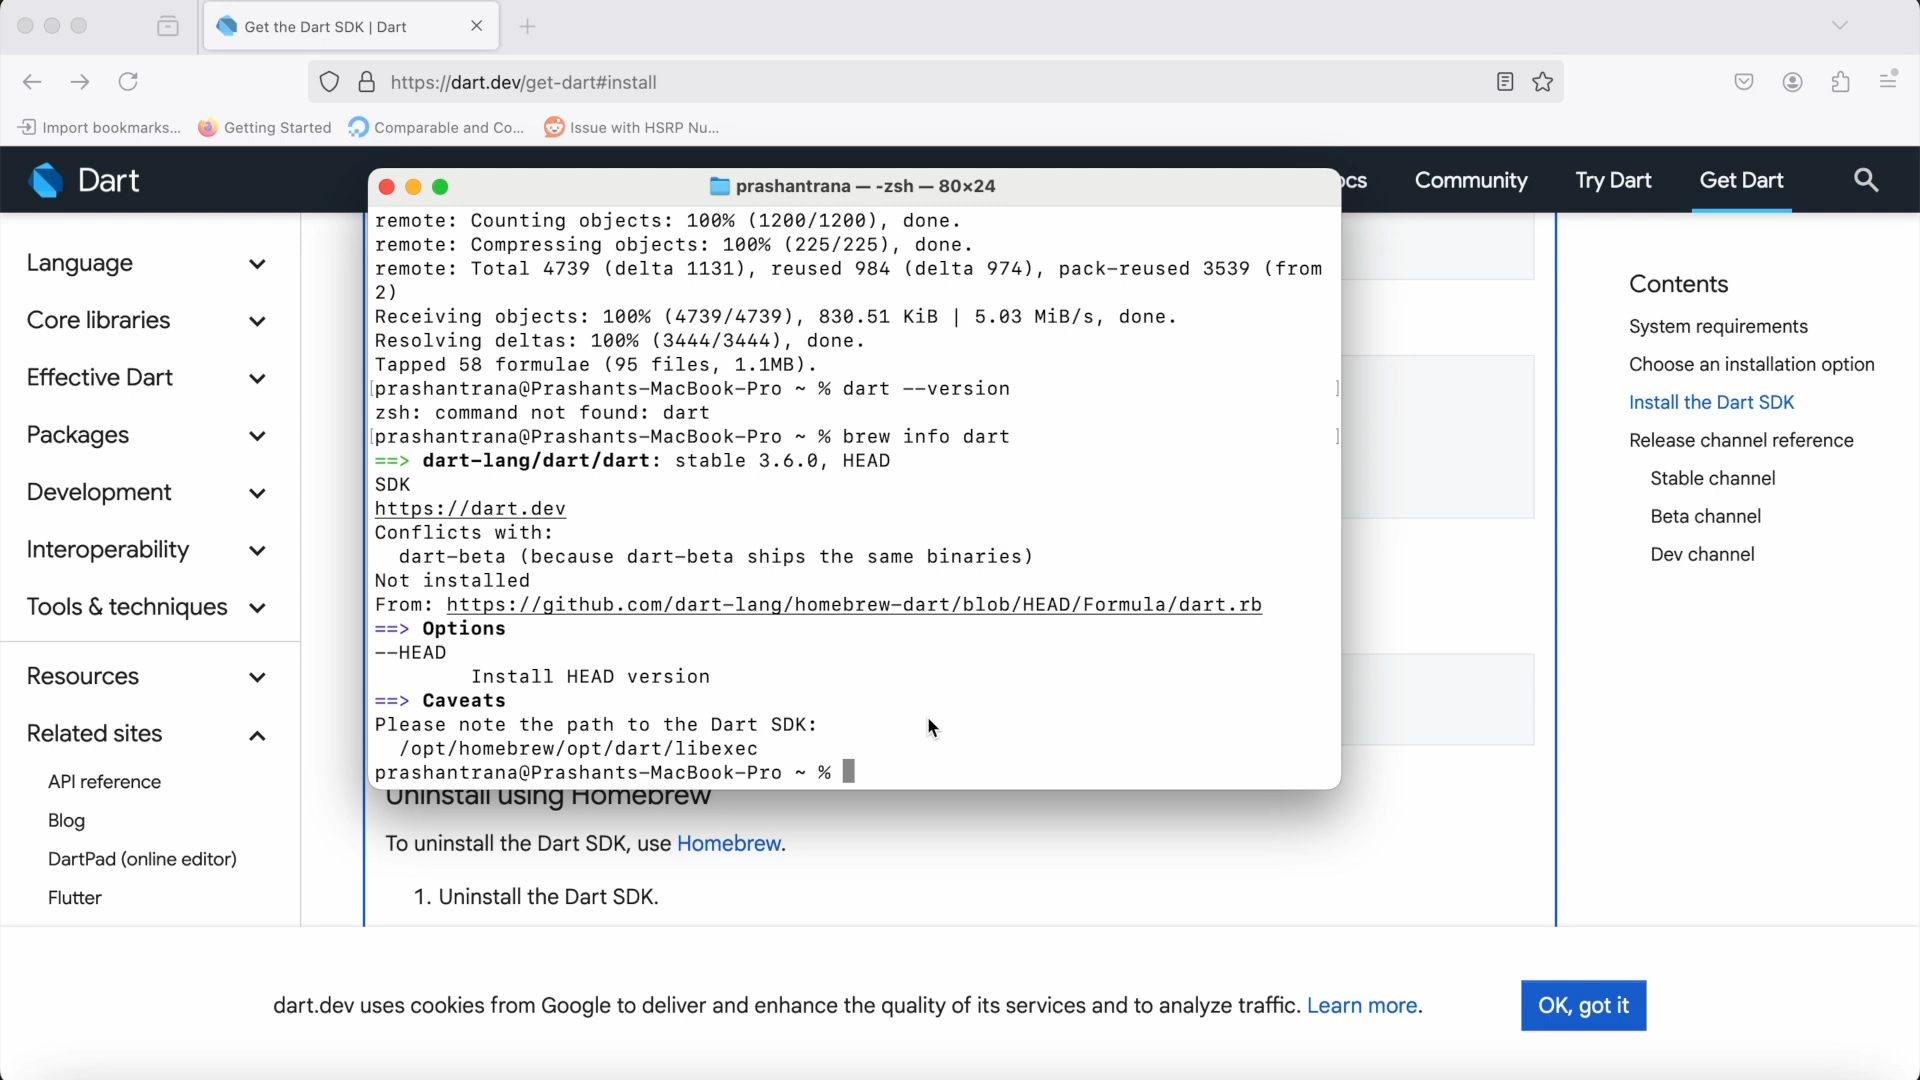 Get the Dart SDK | Dart
https://dart.dev/get-dart#install
Import bookmarks... Getting Started Comparable and Co... Issue with HSRP Nu...
Dart
Community Try Dart Get Dart
prashantrana — -zsh — 80×24
remote: Counting objects: 100% (1200/1200), done.
remote: Compressing objects: 100% (225/225), done.
remote: Total 4739 (delta 1131), reused 984 (delta 974), pack-reused 3539 (from
2)
Receiving objects: 100% (4739/4739), 830.51 KiB | 5.03 MiB/s, done.
Resolving deltas: 100% (3444/3444), done.
Tapped 58 formulae (95 files, 1.1MB).
[prashantrana@Prashants-MacBook-Pro ~ % dart --version ]
zsh: command not found: dart
[prashantrana@Prashants-MacBook-Pro ~ % brew info dart ]
==> dart-lang/dart/dart: stable 3.6.0, HEAD
SDK
https://dart.dev
Conflicts with:
dart-beta (because dart-beta ships the same binaries)
Not installed
From: https://github.com/dart-lang/homebrew-dart/blob/HEAD/Formula/dart.rb
==> Options
--HEAD
Install HEAD version
==> Caveats
Please note the path to the Dart SDK:
/opt/homebrew/opt/dart/libexec
prashantrana@Prashants-MacBook-Pro ~ %
Language
Core libraries
Effective Dart
Packages
Development
Interoperability
Tools & techniques
Resources
Related sites
API reference
Blog
DartPad (online editor)
Flutter
Uninstall using Homebrew
To uninstall the Dart SDK, use Homebrew.
1. Uninstall the Dart SDK.
Contents
System requirements
Choose an installation option
Install the Dart SDK
Release channel reference
Stable channel
Beta channel
Dev channel
dart.dev uses cookies from Google to deliver and enhance the quality of its services and to analyze traffic. Learn more.
OK, got it